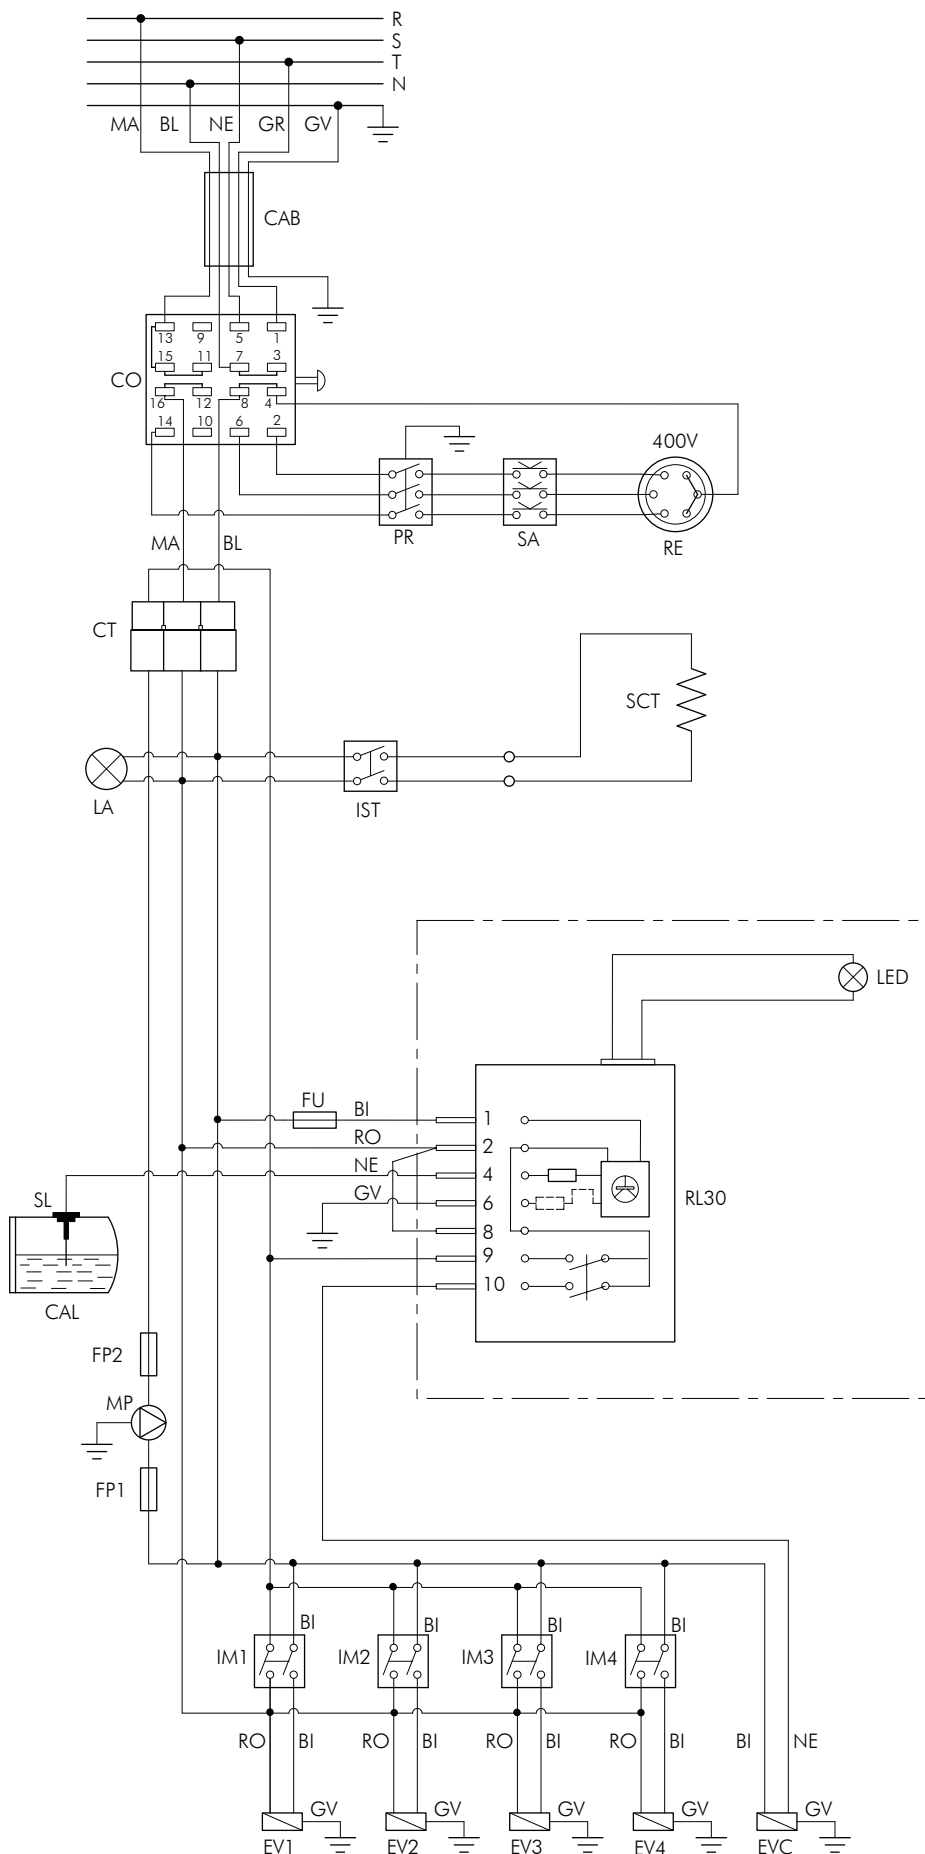 R
S
T
N
MA BL NE GR GV
CAB
13 9 5 1
15 11 7 3
CO
16 12 8 4
14 10 6 2
400V
PR SA RE
MA BL
CT
SCT
LA IST
LED
FU BI 1
RO 2
NE 4
GV 6 RL30
SL 8
9
10
CAL
FP2
MP
FP1
BI BI BI BI
IM1 IM2 IM3 IM4
RO BI RO BI RO BI RO BI BI NE
GV GV GV GV GV
EV1 EV2 EV3 EV4 EVC